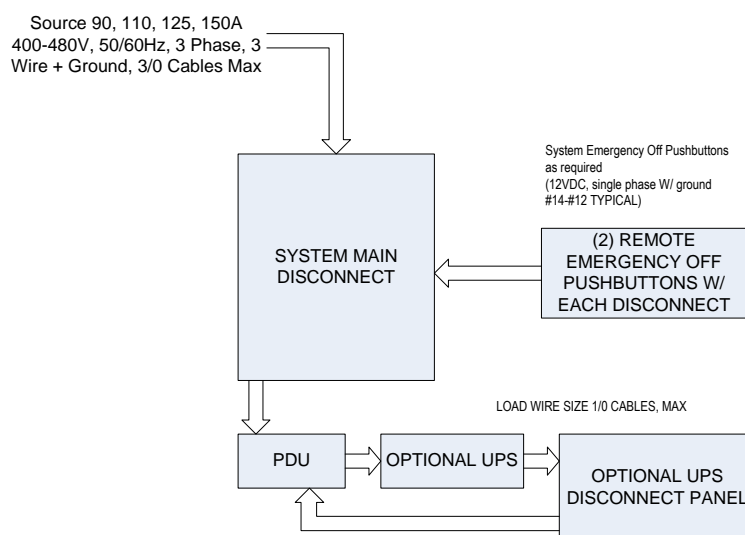 Source 90, 110, 125, 150A
400-480V, 50/60Hz, 3 Phase, 3
Wire + Ground, 3/0 Cables Max
System Emergency Off Pushbuttons
as required
(12VDC, single phase W/ ground
#14-#12 TYPICAL)
SYSTEM MAIN
DISCONNECT
(2) REMOTE
EMERGENCY OFF
PUSHBUTTONS W/
EACH DISCONNECT
LOAD WIRE SIZE 1/0 CABLES, MAX
PDU
OPTIONAL UPS
OPTIONAL UPS
DISCONNECT PANEL